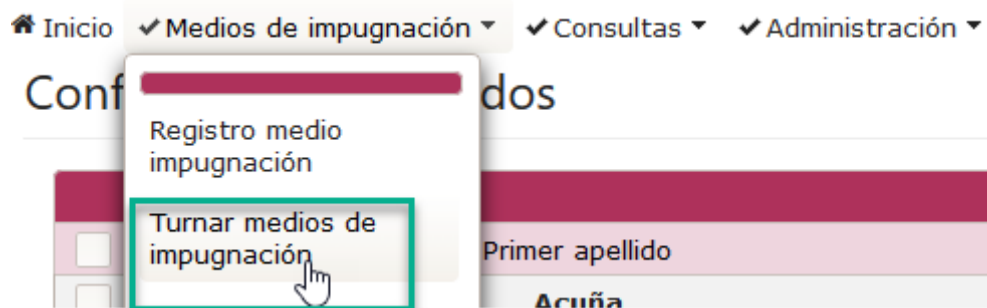 Inicio Medios de impugnación Consultas Administración
Conf dos
Registro medio
impugnación
Turnar medios de
impugnación
Primer apellido
Acuña